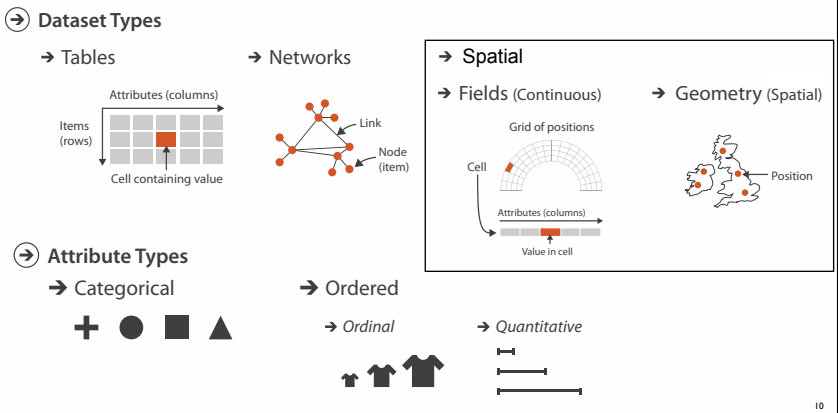 Dataset Types
→ Tables
Attributes (columns)
Items
(rows)
Cell containing value
→ Networks
Link
Node
(item)
→ Spatial
→ Fields (Continuous)
Grid of positions
Cell
Attributes (columns)
Value in cell
→ Geometry (Spatial)
Position
Attribute Types
→ Categorical
→ Ordered
→ Ordinal
→ Quantitative
10